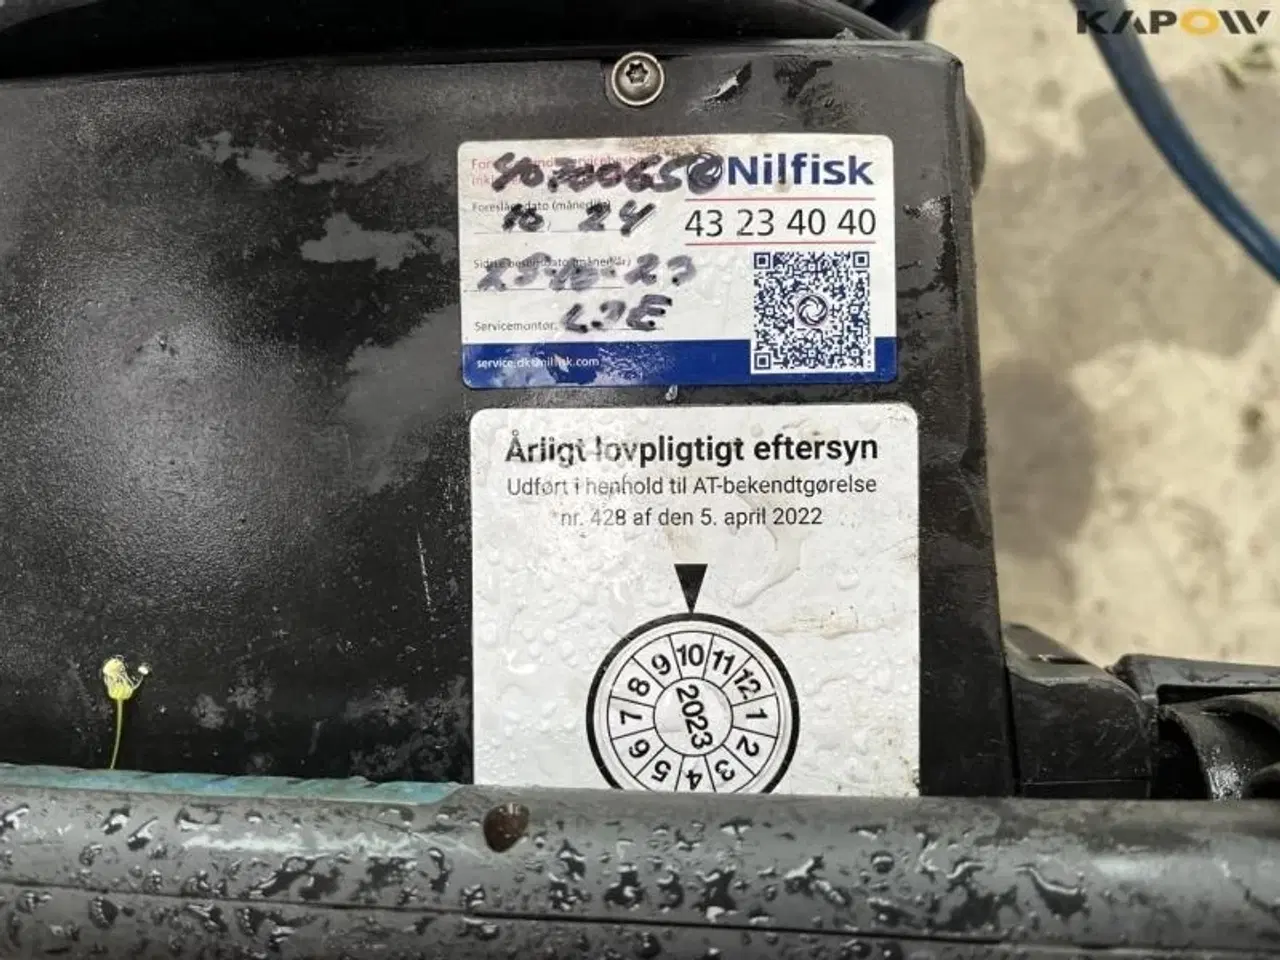 KAPOW
Nilfisk
Foreslået dato (måned/år)
10 24
43 23 40 40
Servicemontør:
service.dk@nilfisk.com
Årligt lovpligtigt eftersyn
Udført i henhold til AT-bekendtgørelse
nr. 428 af den 5. april 2022
1 2 3 4 5 6 7 8 9 10 11 12
2023